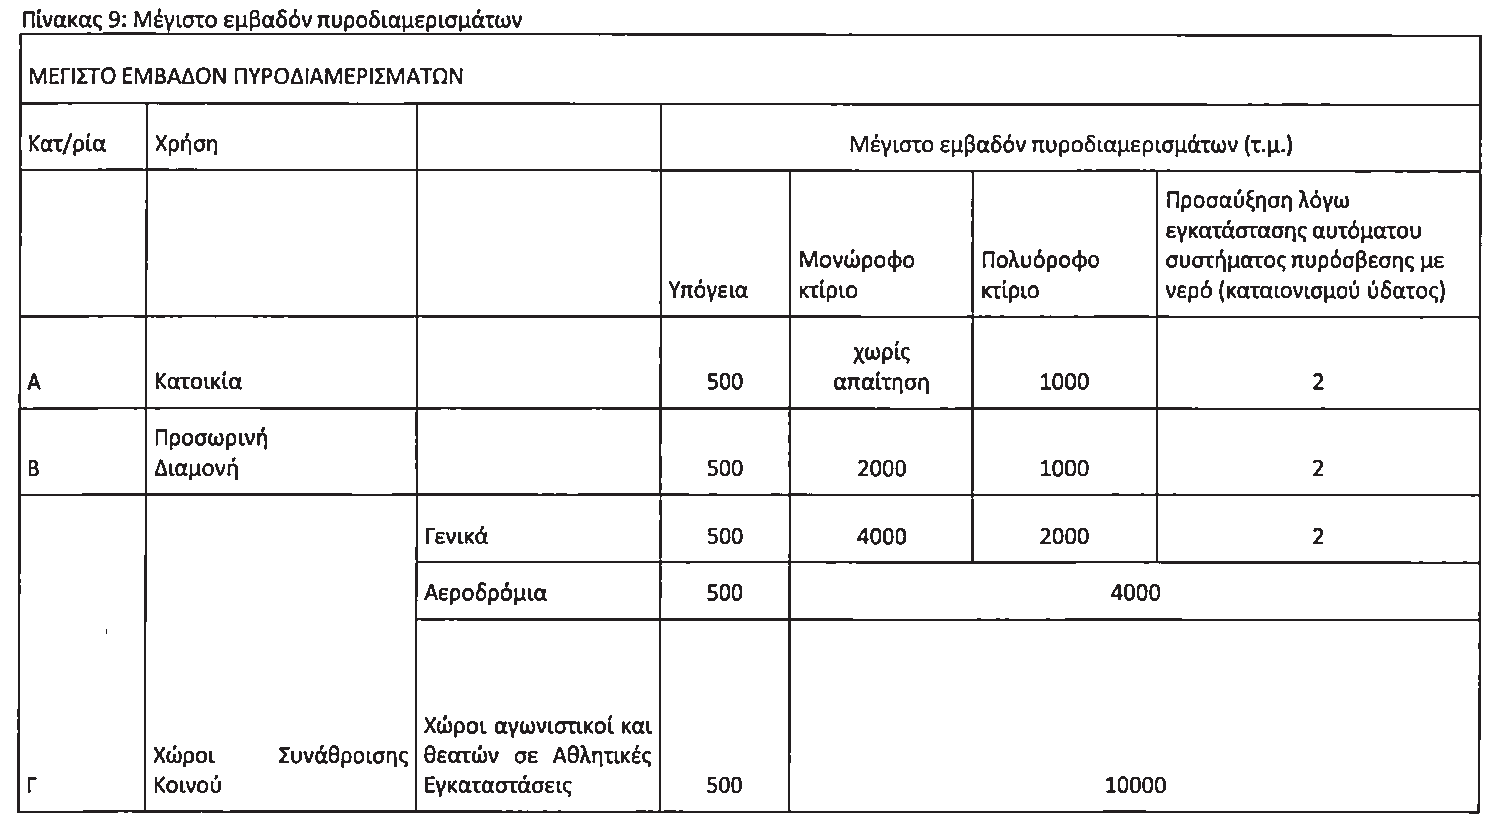 Πίνακας 9: Μέγιστο εμβαδόν πυροδιαμερισμάτων
ΜΕΓΙΣΤΟ ΕΜΒΑΔΟΝ ΠΥΡΟΔΙΑΜΕΡΙΣΜΑΤΩΝ
Κατ/ρία Χρήση Μέγιστο εμβαδόν πυροδιαμερισμάτων (τ.μ.)
Υπόγεια
Μονώροφο
κτίριο
Πολυόροφο
κτίριο
Προσαύξηση λόγω
εγκατάστασης αυτόματου
συστήματος πυρόσβεσης με
νερό (καταιονισμού ύδατος)
Α Κατοικία 500
χωρίς
απαίτηση
1000 2
Β
Προσωρινή
Διαμονή
500 2000 1000 2
Γ
Χώροι Συνάθροισης
Κοινού
Γενικά 500 4000 2000 2
Αεροδρόμια 500 4000
Χώροι αγωνιστικοί και
θεατών σε Αθλητικές
Εγκαταστάσεις
500 10000